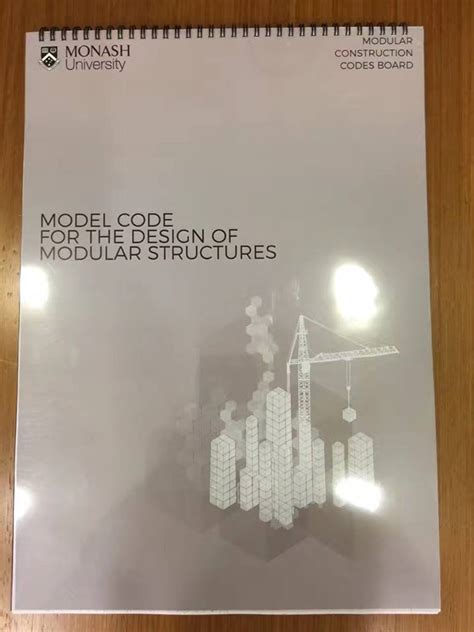 MONASH
University
MODULAR
CONSTRUCTION
CODES BOARD
MODEL CODE
FOR THE DESIGN OF
MODULAR STRUCTURES